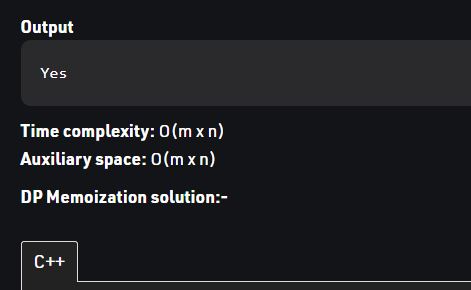 Output
Yes
Time complexity: O(m x n)
Auxiliary space: O(m x n)
DP Memoization solution:-
C++